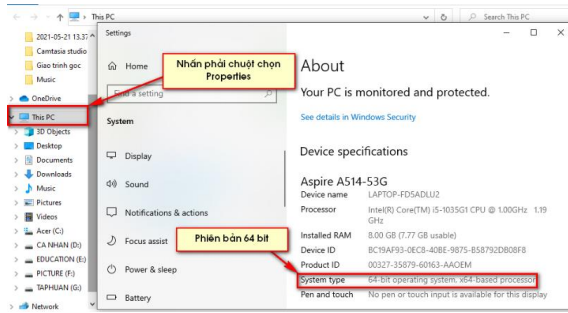 This PC
Search This PC
2021-05-21 13.37
Camtasia studio
Giao trinh goc
Music
OneDrive
This PC
3D Objects
Desktop
Documents
Downloads
Music
Pictures
Videos
Acer (C:)
CA NHAN (D:)
EDUCATION (E:)
PICTURE (F:)
TAPHUAN (G:)
Network
Settings
Home
Nhấn phải chuột chọn
Properties
Find a setting
System
Display
Sound
Notifications & actions
Focus assist
Phiên bản 64 bit
Power & sleep
Battery
About
Your PC is monitored and protected.
See details in Windows Security
Device specifications
Aspire A514-53G
Device name LAPTOP-FD5ADLU2
Processor Intel(R) Core(TM) i5-1035G1 CPU @ 1.00GHz 1.19
GHz
Installed RAM 8.00 GB (7.77 GB usable)
Device ID BC19AF93-0EC8-40BE-9875-B58792DB08F8
Product ID 00327-35879-60163-AAOEM
System type 64-bit operating system, x64-based processor
Pen and touch No pen or touch input is available for this display